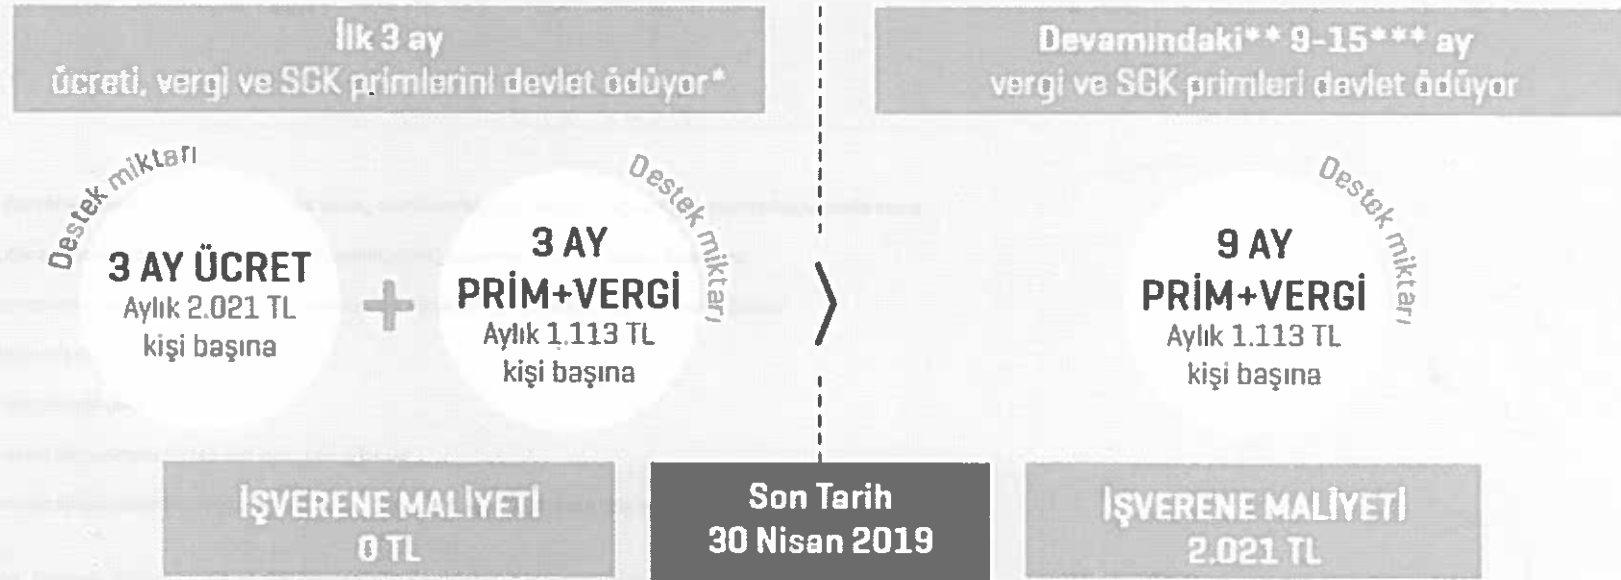 İlk 3 ay
ücreti, vergi ve SGK primlerini devlet ödüyor*
Devamındaki** 9-15*** ay
vergi ve SGK primleri devlet ödüyor
Destek miktarı
3 AY ÜCRET
Aylık 2.021 TL
kişi başına
+
Destek miktarı
3 AY
PRİM+VERGİ
Aylık 1.113 TL
kişi başına
Destek miktarı
9 AY
PRİM+VERGİ
Aylık 1.113 TL
kişi başına
İŞVERENE MALİYETİ
0 TL
Son Tarih
30 Nisan 2019
İŞVERENE MALİYETİ
2.021 TL